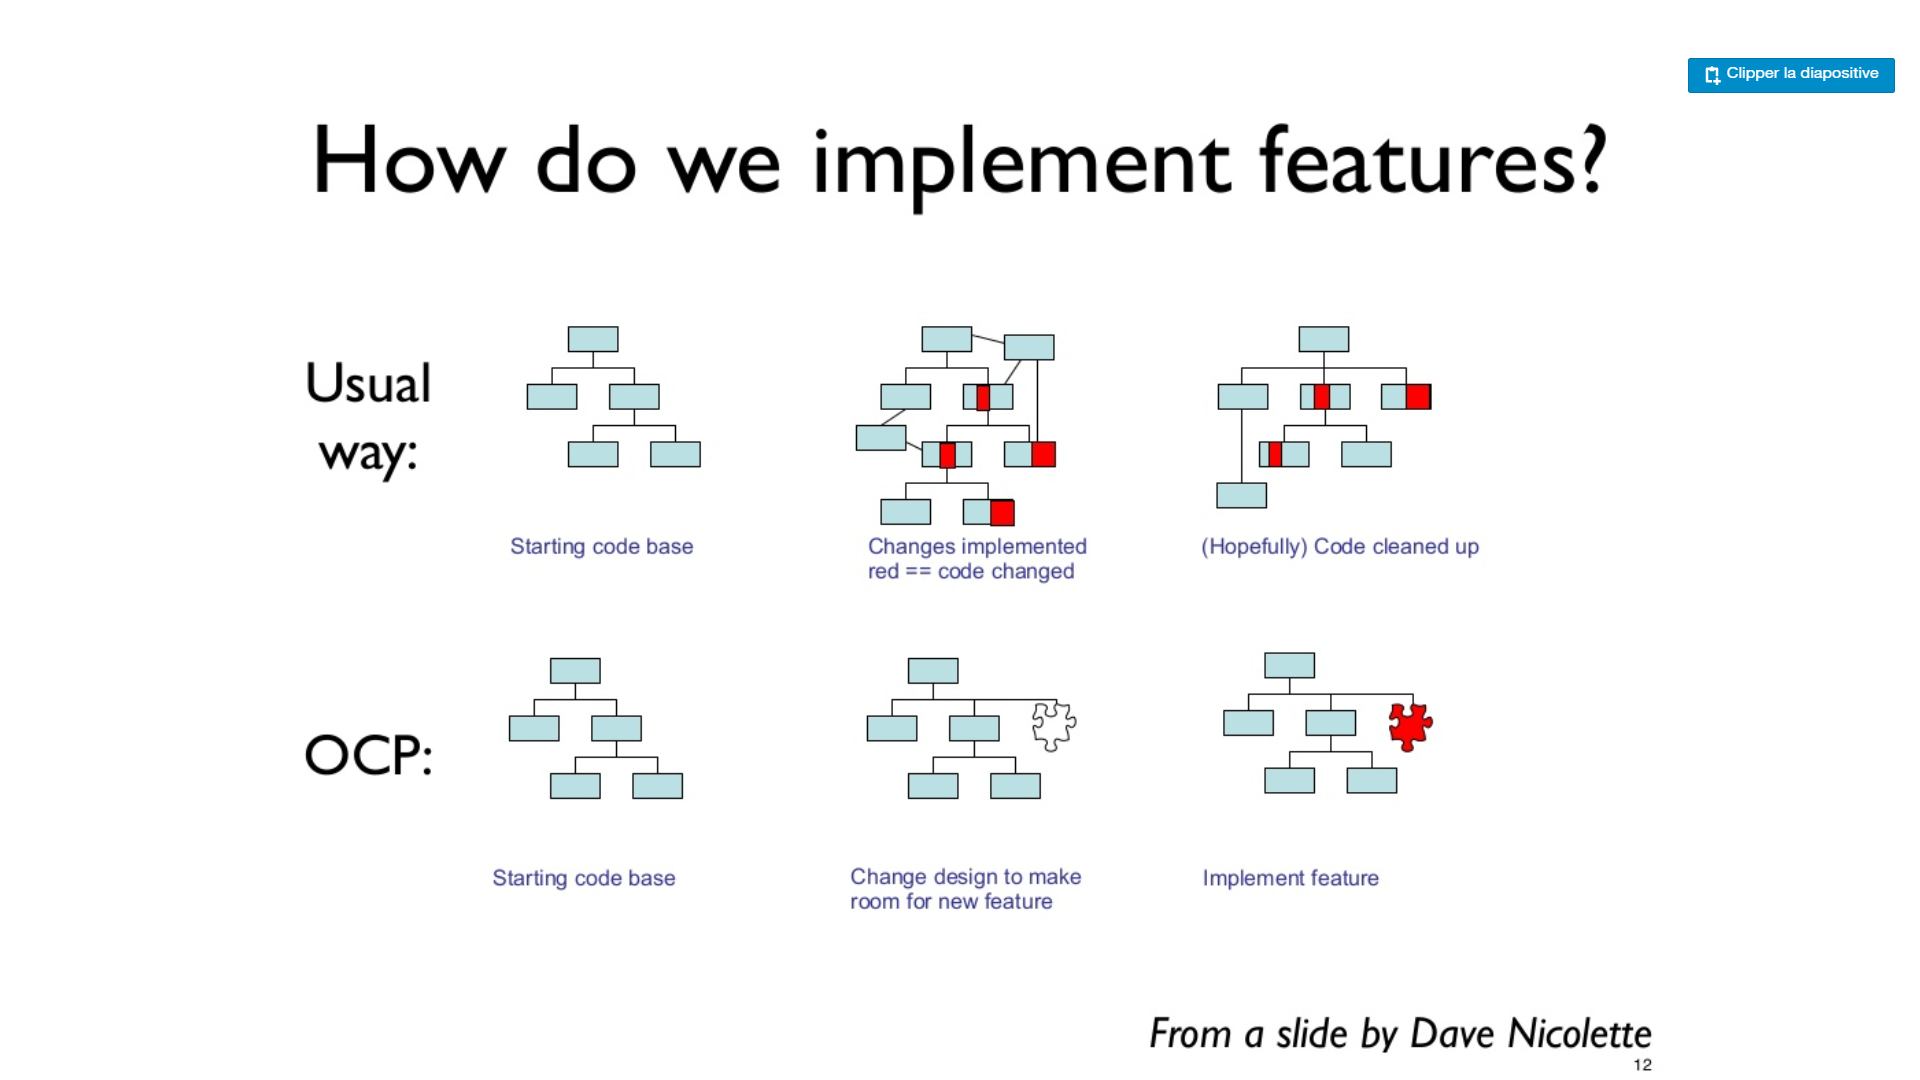 Clipper la diapositive
How do we implement features?
Usual
way:
Starting code base
Changes implemented
red == code changed
(Hopefully) Code cleaned up
OCP:
Starting code base
Change design to make
room for new feature
Implement feature
From a slide by Dave Nicolette
12